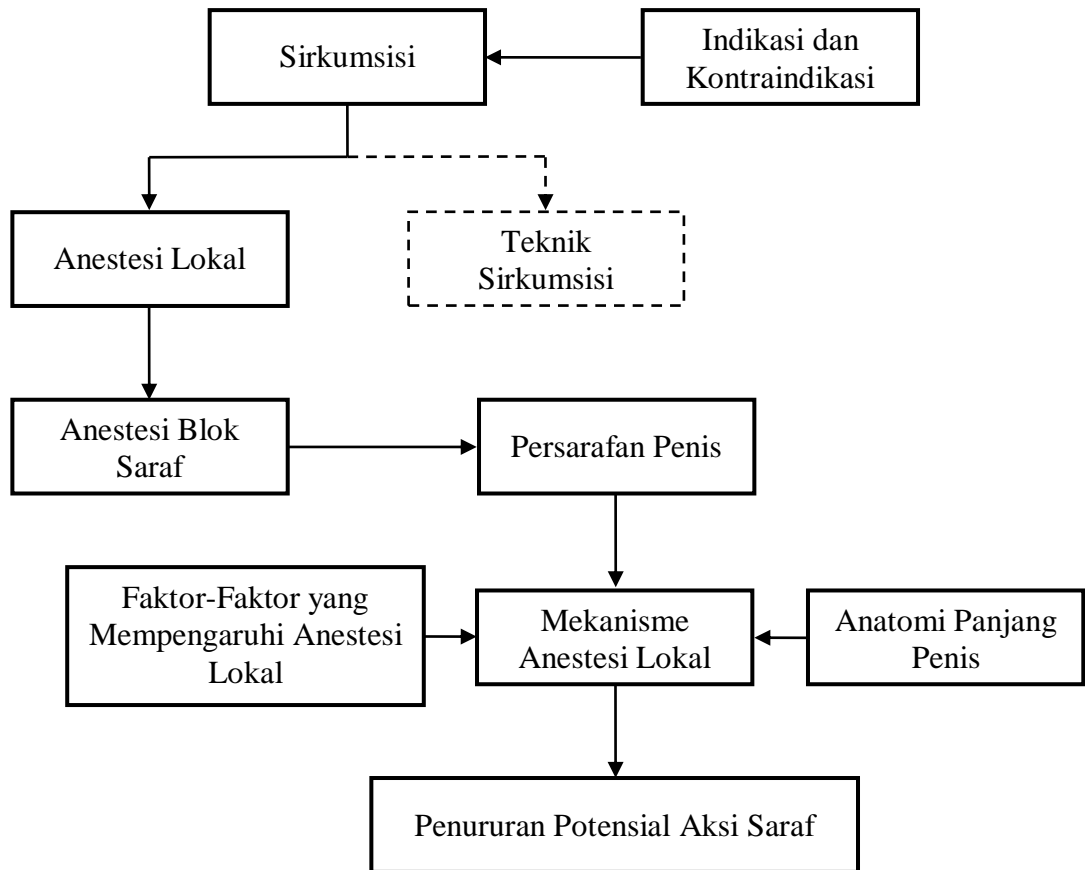 Sirkumsisi
Indikasi dan
Kontraindikasi
Anestesi Lokal
Teknik
Sirkumsisi
Anestesi Blok
Saraf
Persarafan Penis
Faktor-Faktor yang
Mempengaruhi Anestesi
Lokal
Mekanisme
Anestesi Lokal
Anatomi Panjang
Penis
Penururan Potensial Aksi Saraf